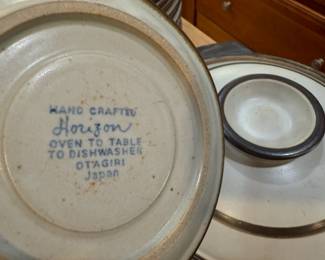 HAND CRAFTED
Horizon
OVEN TO TABLE
TO DISHWASHER
OTAGIRI
Japan